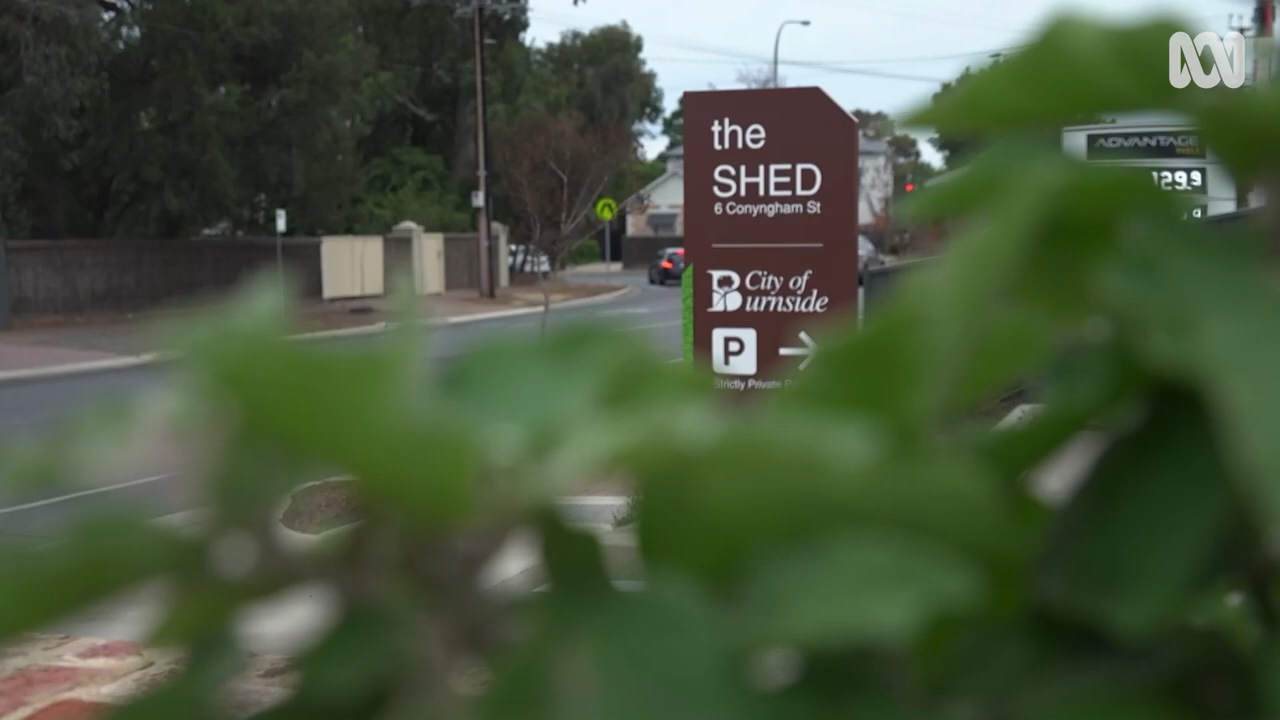 the
SHED
6 Conyngham St
City of
Burnside
P
Strictly Private
ADVANTAGE
129.9